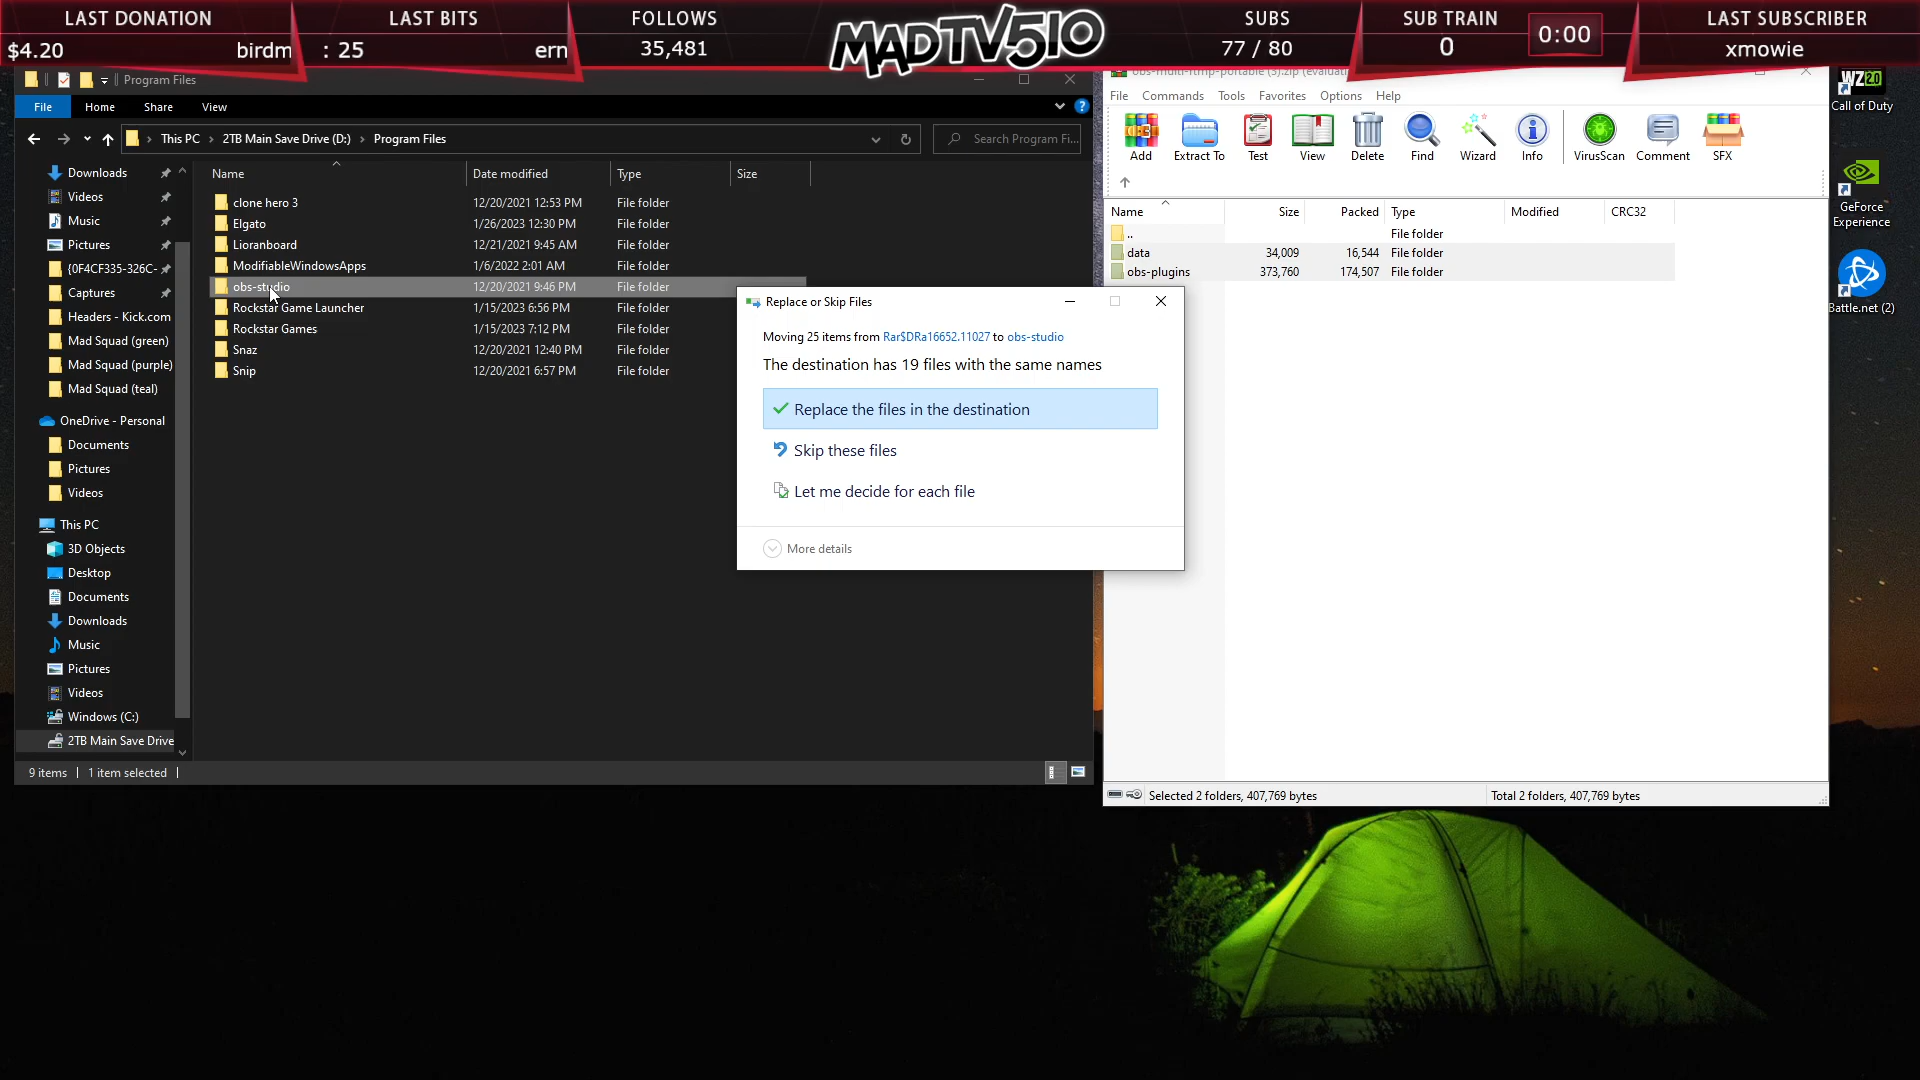 LAST DONATION
$4.20 birdm
LAST BITS
: 25 ern
FOLLOWS
35,481
MADTV510
SUBS
77 / 80
SUB TRAIN
0
0:00
LAST SUBSCRIBER
xmowie
Program Files
File Home Share View
This PC > 2TB Main Save Drive (D:) > Program Files
Search Program Fi...
Name Date modified Type Size
clone hero 3 12/20/2021 12:53 PM File folder
Elgato 1/26/2023 12:30 PM File folder
Lioranboard 12/21/2021 9:45 AM File folder
ModifiableWindowsApps 1/6/2022 2:01 AM File folder
obs-studio 12/20/2021 9:46 PM File folder
Rockstar Game Launcher 1/15/2023 6:56 PM File folder
Rockstar Games 1/15/2023 7:12 PM File folder
Snaz 12/20/2021 12:40 PM File folder
Snip 12/20/2021 6:57 PM File folder
Downloads
Videos
Music
Pictures
{0F4CF335-326C-
Captures
Headers - Kick.com
Mad Squad (green)
Mad Squad (purple)
Mad Squad (teal)
OneDrive - Personal
Documents
Pictures
Videos
This PC
3D Objects
Desktop
Documents
Downloads
Music
Pictures
Videos
Windows (C:)
2TB Main Save Drive
9 items 1 item selected
Replace or Skip Files
Moving 25 items from Rar$DRa16652.11027 to obs-studio
The destination has 19 files with the same names
Replace the files in the destination
Skip these files
Let me decide for each file
More details
obs-multi-rtmp-portable (5).zip (evaluat
File Commands Tools Favorites Options Help
Add Extract To Test View Delete Find Wizard Info VirusScan Comment SFX
Name Size Packed Type Modified CRC32
.. File folder
data 34,009 16,544 File folder
obs-plugins 373,760 174,507 File folder
Selected 2 folders, 407,769 bytes
Total 2 folders, 407,769 bytes
WZ2.0
Call of Duty
GeForce
Experience
Battle.net (2)